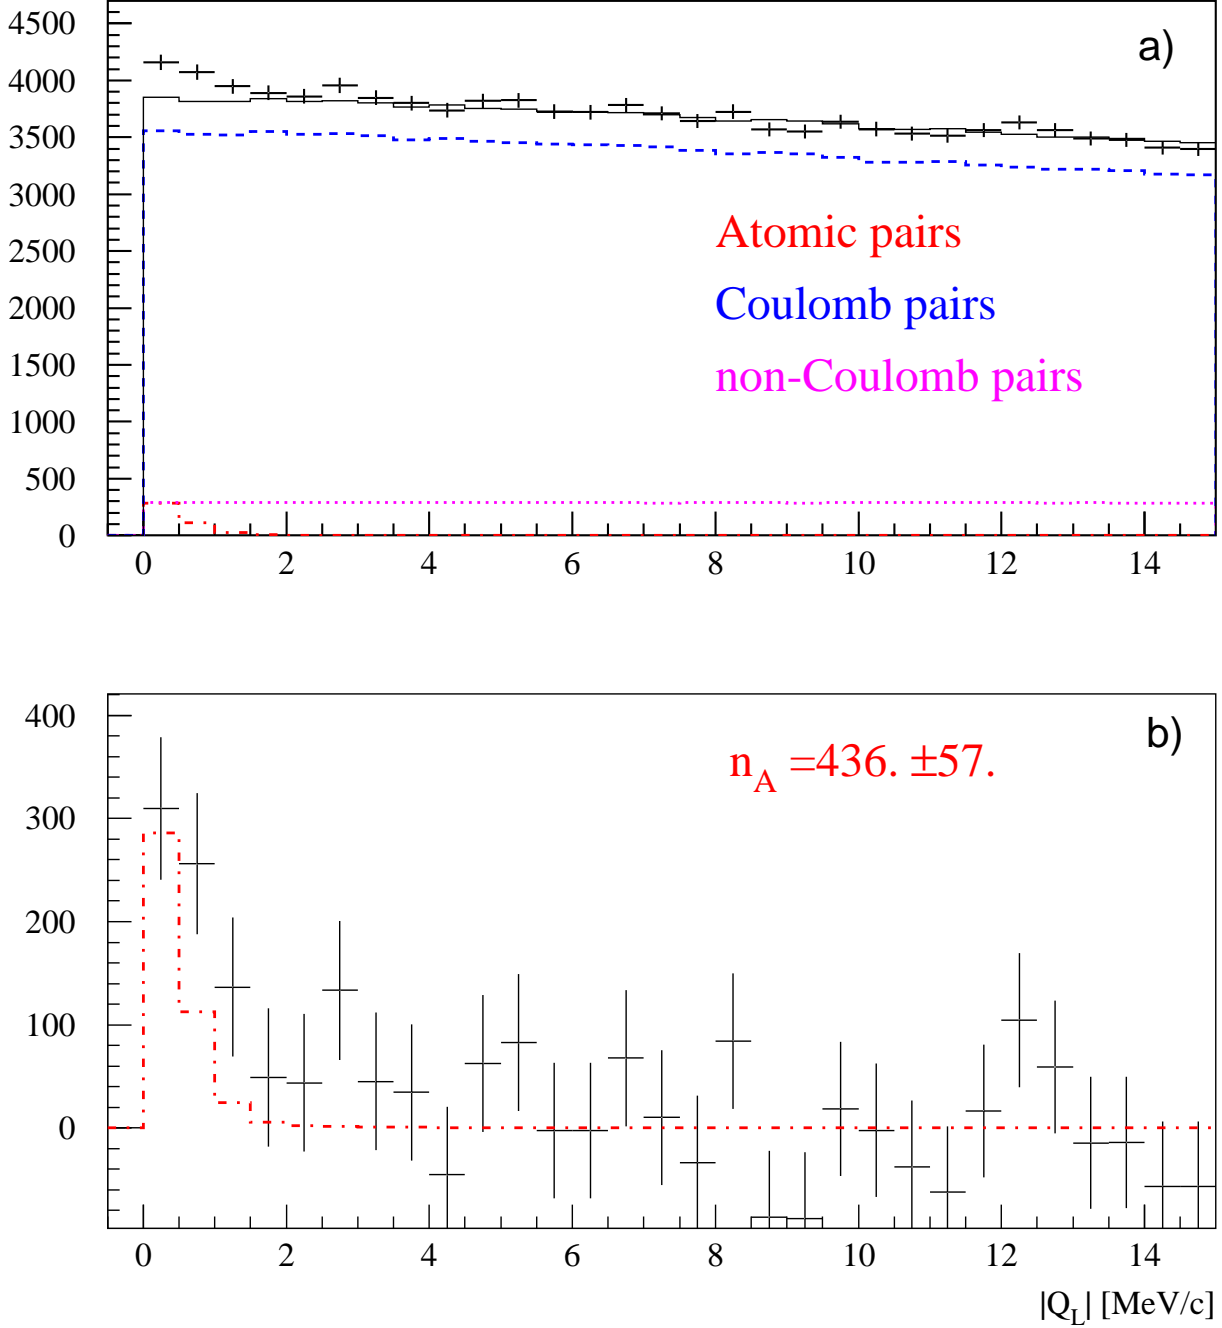 4500
a)
4000
3500
3000
Atomic pairs
2500
Coulomb pairs
2000
non-Coulomb pairs
1500
1000
500
0
0 2 4 6 8 10 12 14
400
b)
n_A =436. ±57.
300
200
100
0
0 2 4 6 8 10 12 14
|Q_L| [MeV/c]